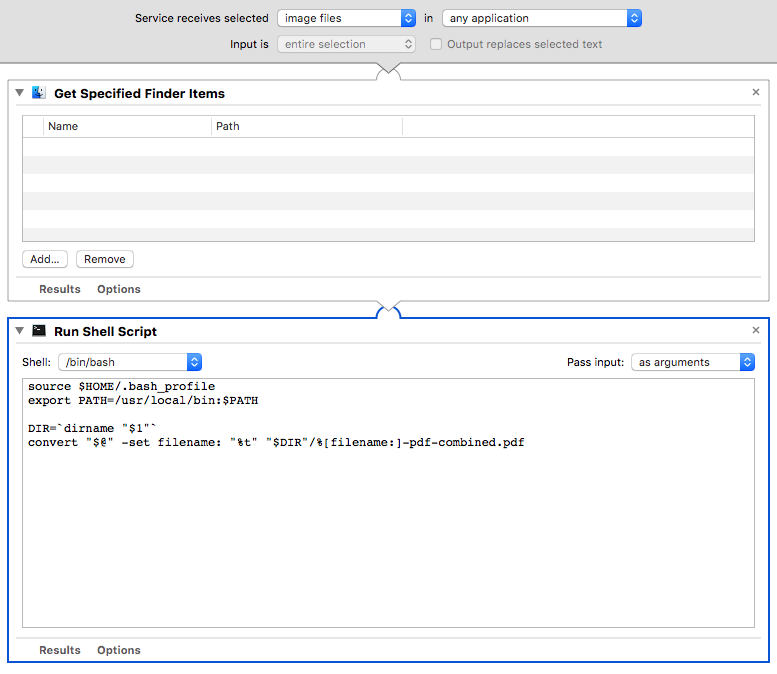 Service receives selected image files in any application
Input is entire selection Output replaces selected text
Get Specified Finder Items
Name Path
Add... Remove
Results Options
Run Shell Script
Shell: /bin/bash Pass input: as arguments
source $HOME/.bash_profile
export PATH=/usr/local/bin:$PATH
DIR=`dirname "$1"`
convert "$@" -set filename: "%t" "$DIR"/%[filename:]-pdf-combined.pdf
Results Options